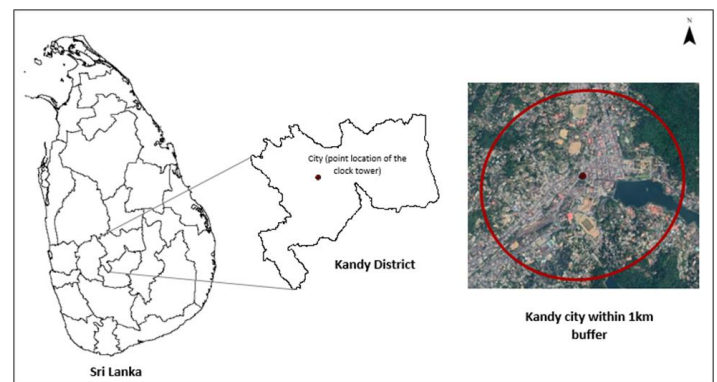 N
City (point location of the
clock tower)
Kandy District
Sri Lanka
Kandy city within 1km
buffer